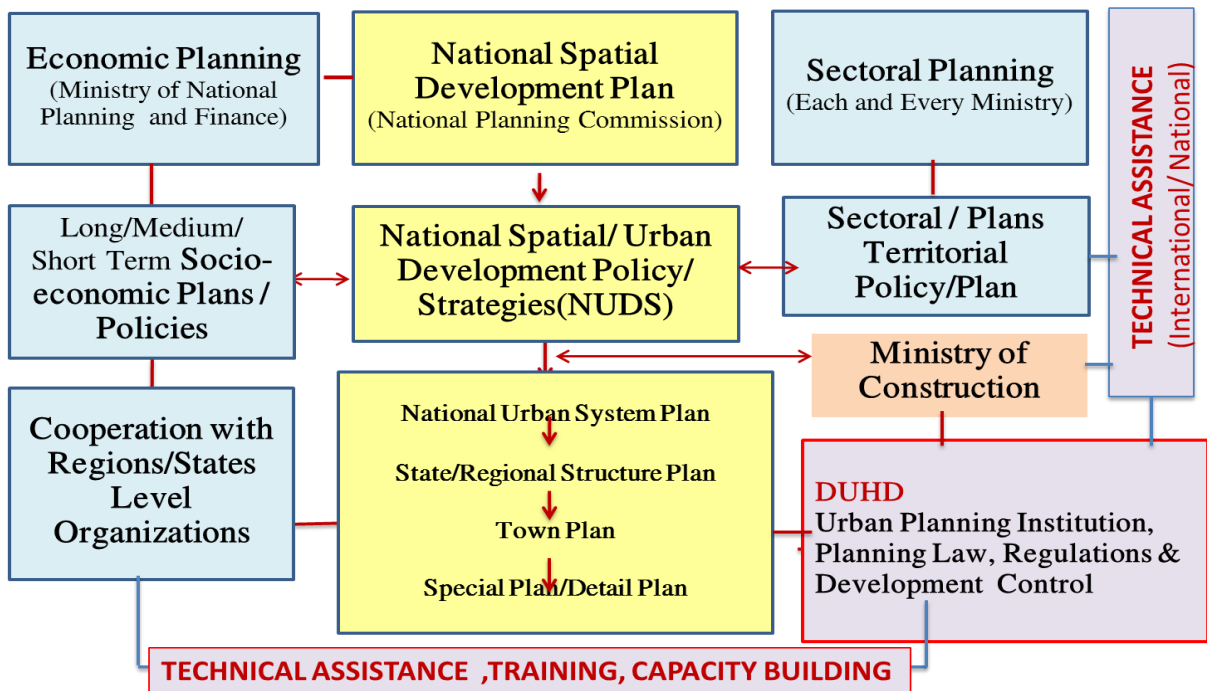 Economic Planning
(Ministry of National
Planning and Finance)
National Spatial
Development Plan
(National Planning Commission)
Sectoral Planning
(Each and Every Ministry)
TECHNICAL ASSISTANCE
(International/ National)
Long/Medium/
Short Term Socio-
economic Plans /
Policies
National Spatial/ Urban
Development Policy/
Strategies(NUDS)
Sectoral / Plans
Territorial
Policy/Plan
Ministry of
Construction
Cooperation with
Regions/States
Level
Organizations
National Urban System Plan
State/Regional Structure Plan
Town Plan
Special Plan/Detail Plan
DUHD
Urban Planning Institution,
Planning Law, Regulations &
Development Control
TECHNICAL ASSISTANCE ,TRAINING, CAPACITY BUILDING